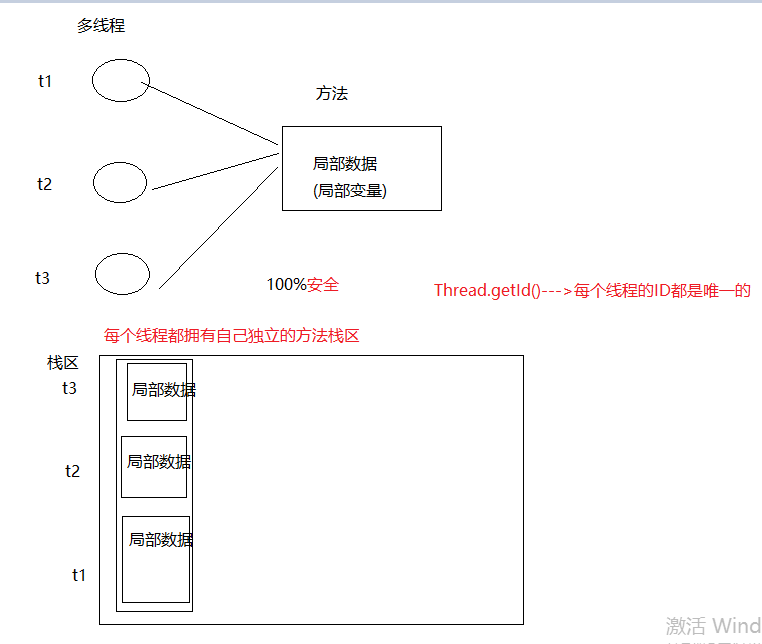 多线程
t1
方法
局部数据
(局部变量)
t2
t3
100%安全
Thread.getId()--->每个线程的ID都是唯一的
每个线程都拥有自己独立的方法栈区
栈区
t3
局部数据
t2
局部数据
局部数据
t1
激活 Wind